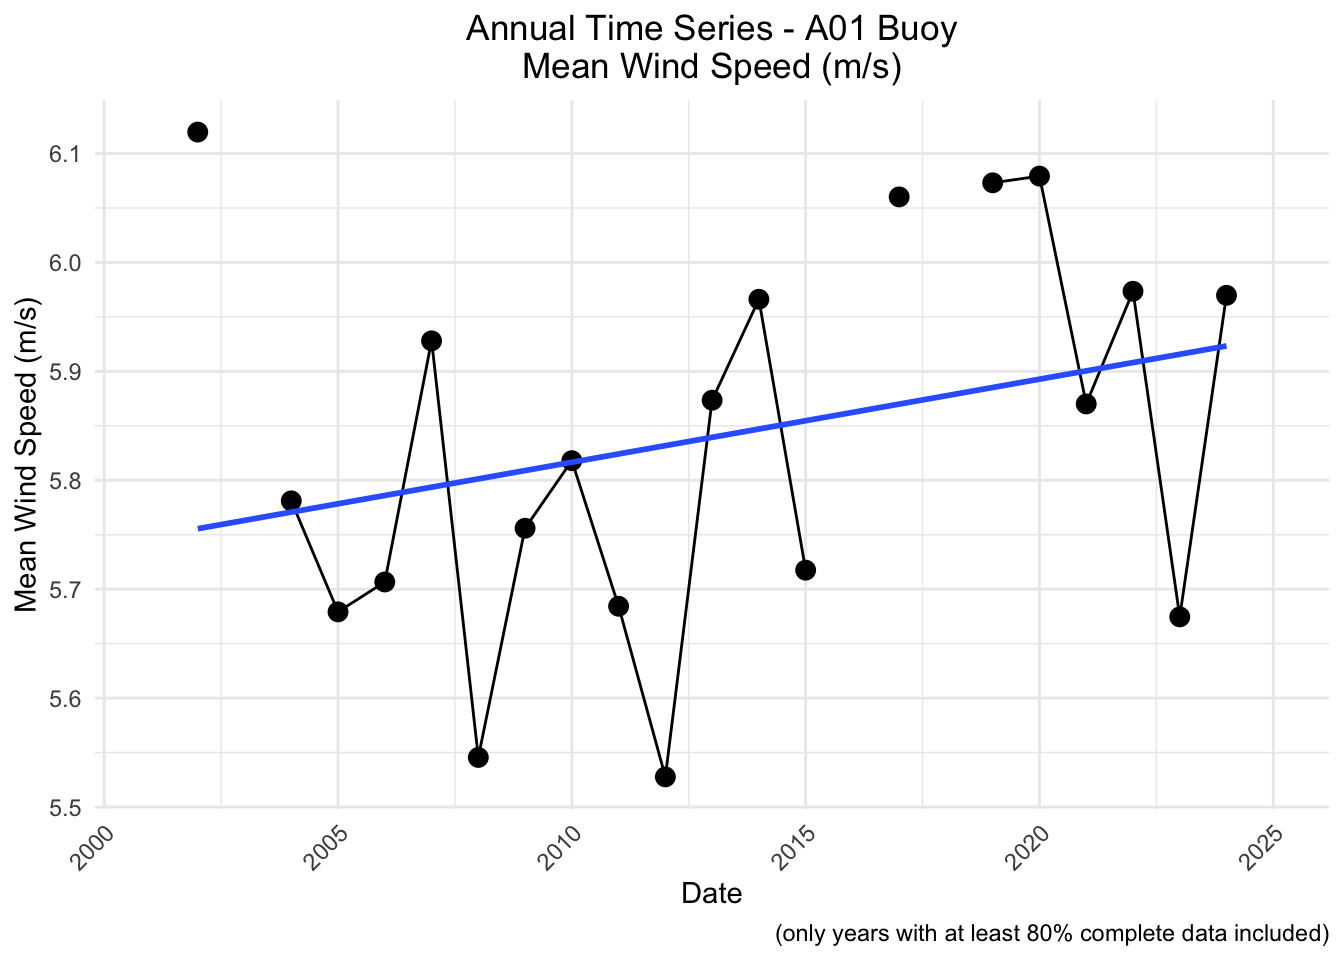 Annual Time Series - A01 Buoy
Mean Wind Speed (m/s)
Mean Wind Speed (m/s)
6.1
6.0
5.9
5.8
5.7
5.6
5.5
2000
2005
2010
2015
2020
2025
Date
(only years with at least 80% complete data included)